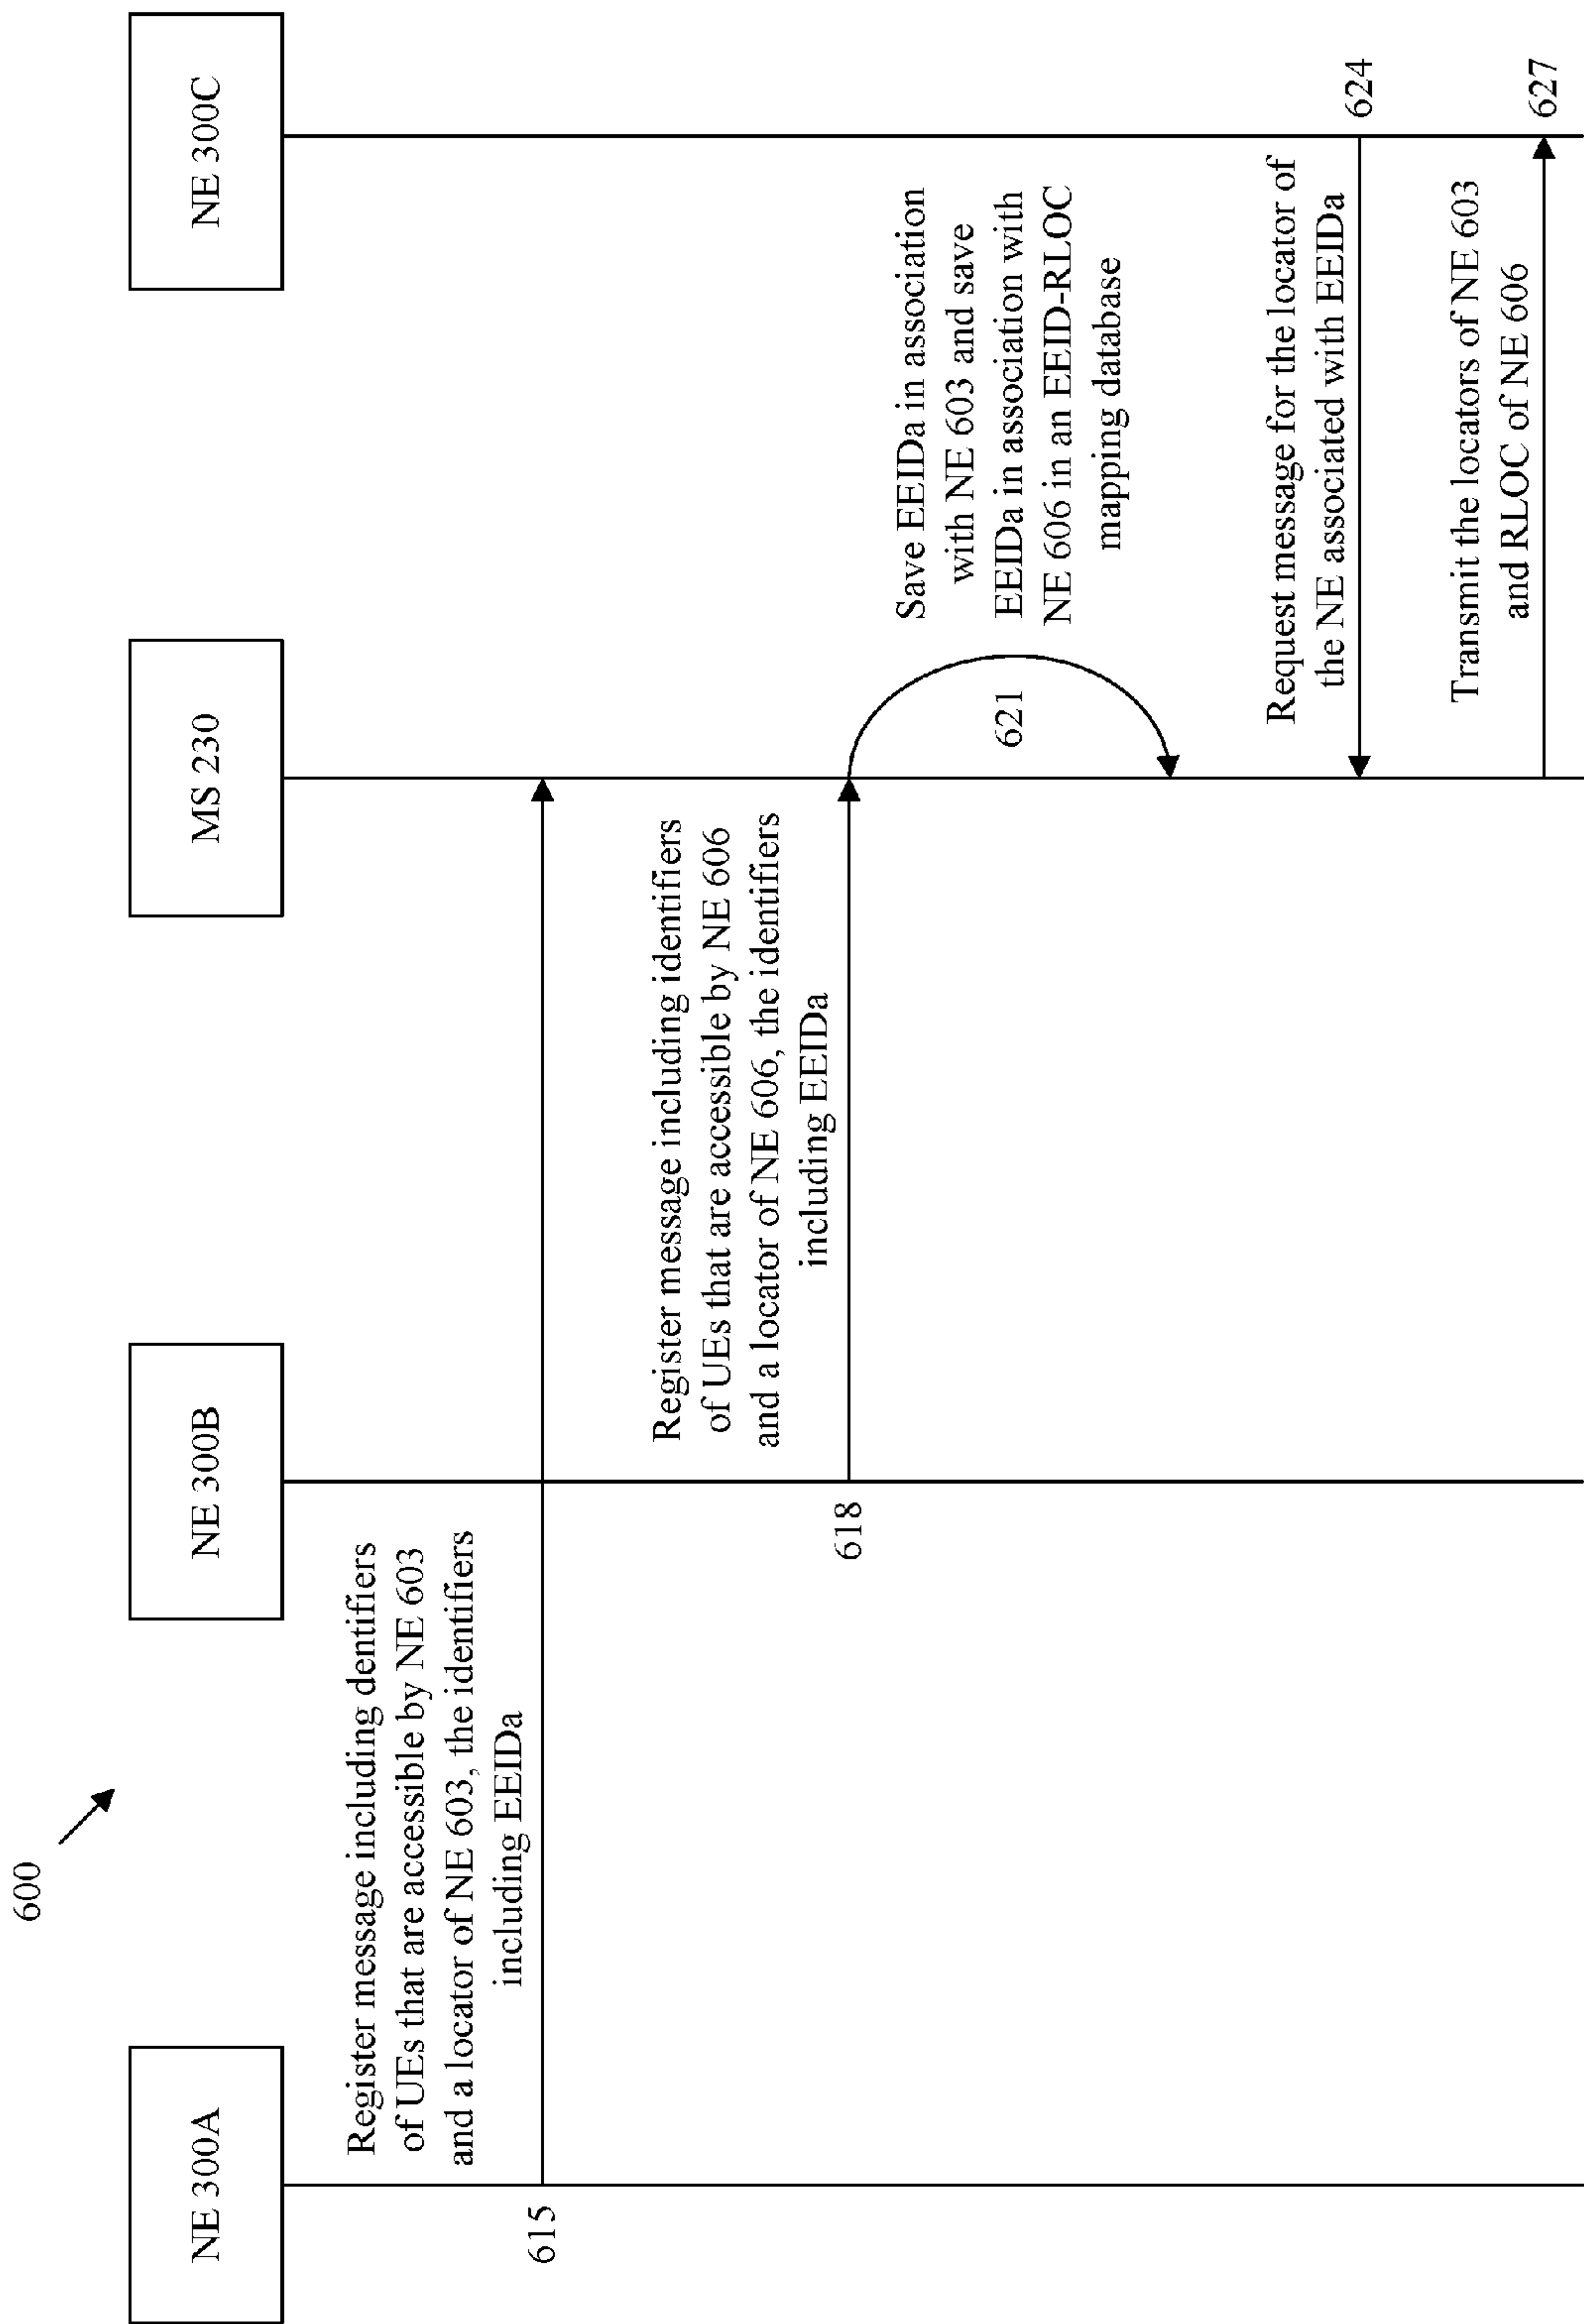 600
NE 300A
NE 300B
MS 230
NE 300C
Register message including dentifiers
of UEs that are accessible by NE 603
and a locator of NE 603, the identifiers
including EEIDa
615
Register message including identifiers
of UEs that are accessible by NE 606
and a locator of NE 606, the identifiers
including EEIDa
618
621
Save EEIDa in association
with NE 603 and save
EEIDa in association with
NE 606 in an EEID-RLOC
mapping database
Request message for the locator of
the NE associated with EEIDa
624
Transmit the locators of NE 603
and RLOC of NE 606
627